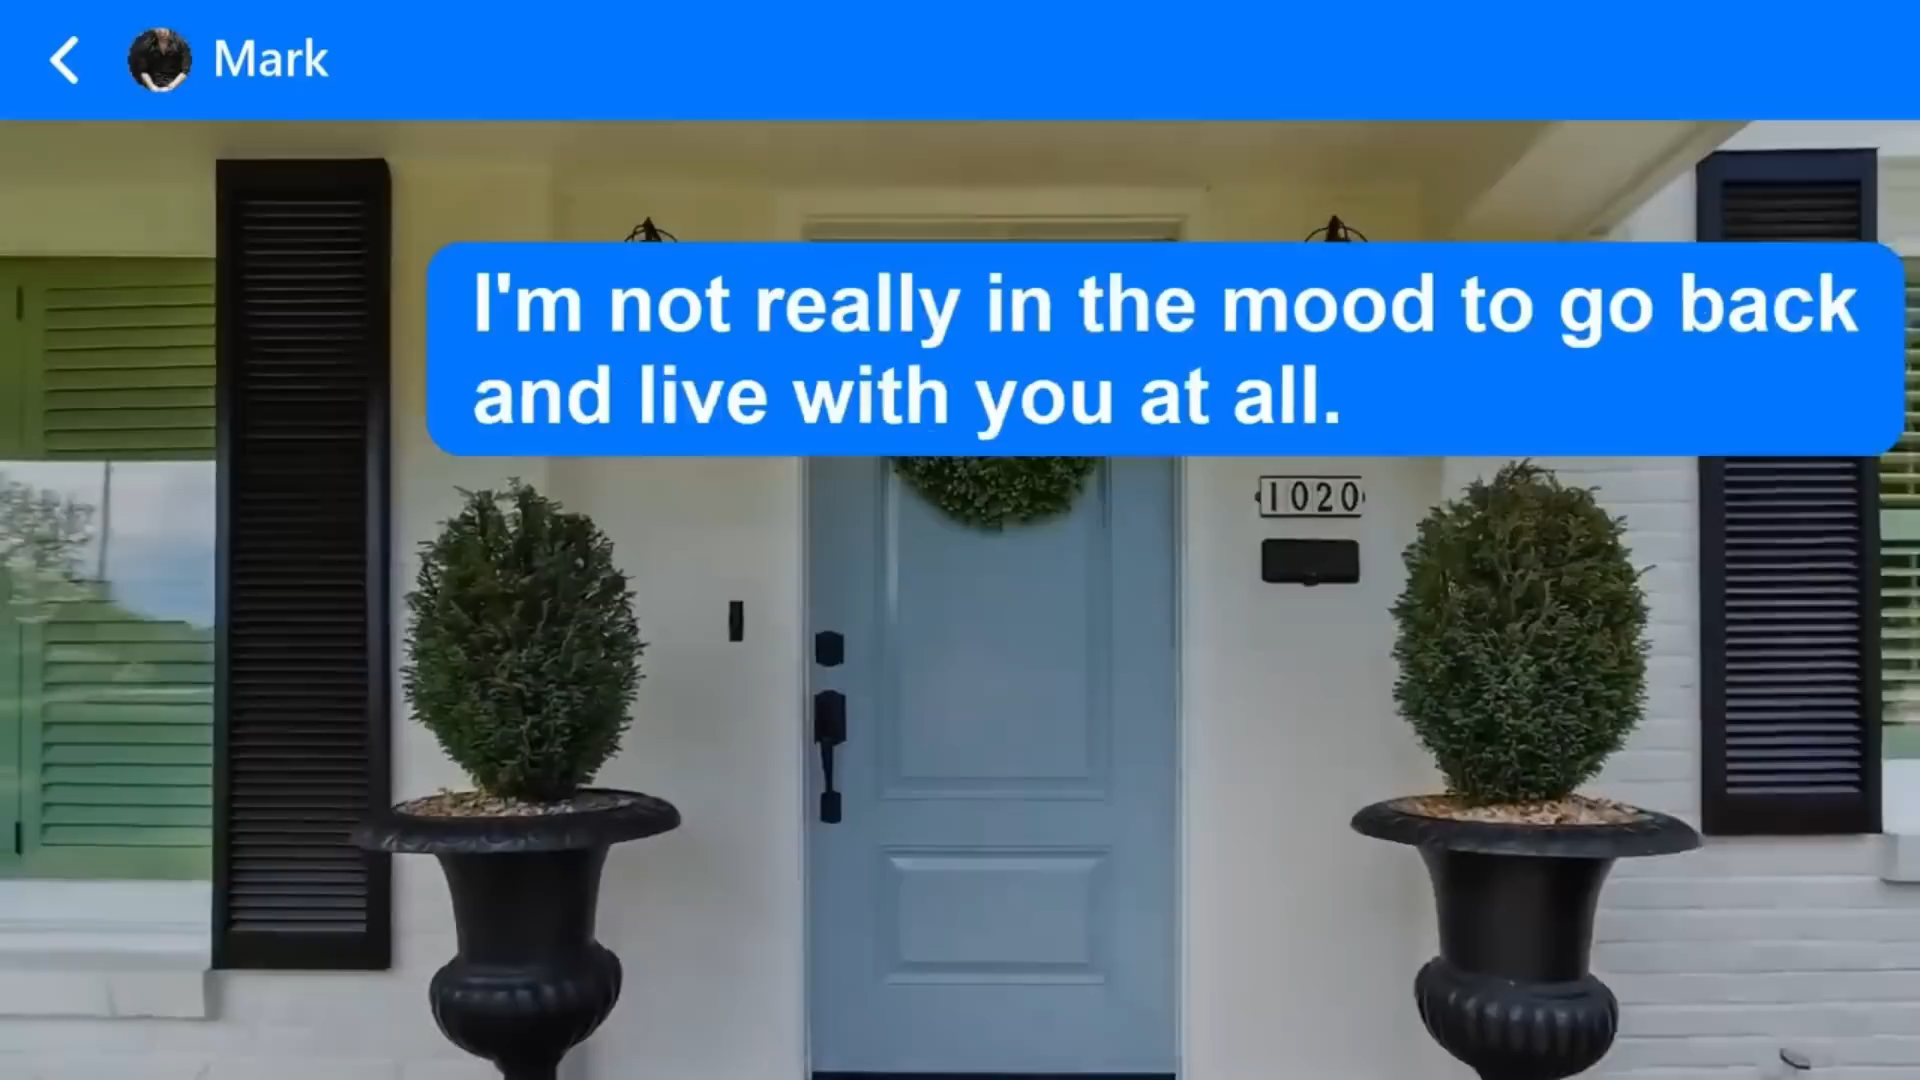 Mark
I'm not really in the mood to go back
and live with you at all.
1020